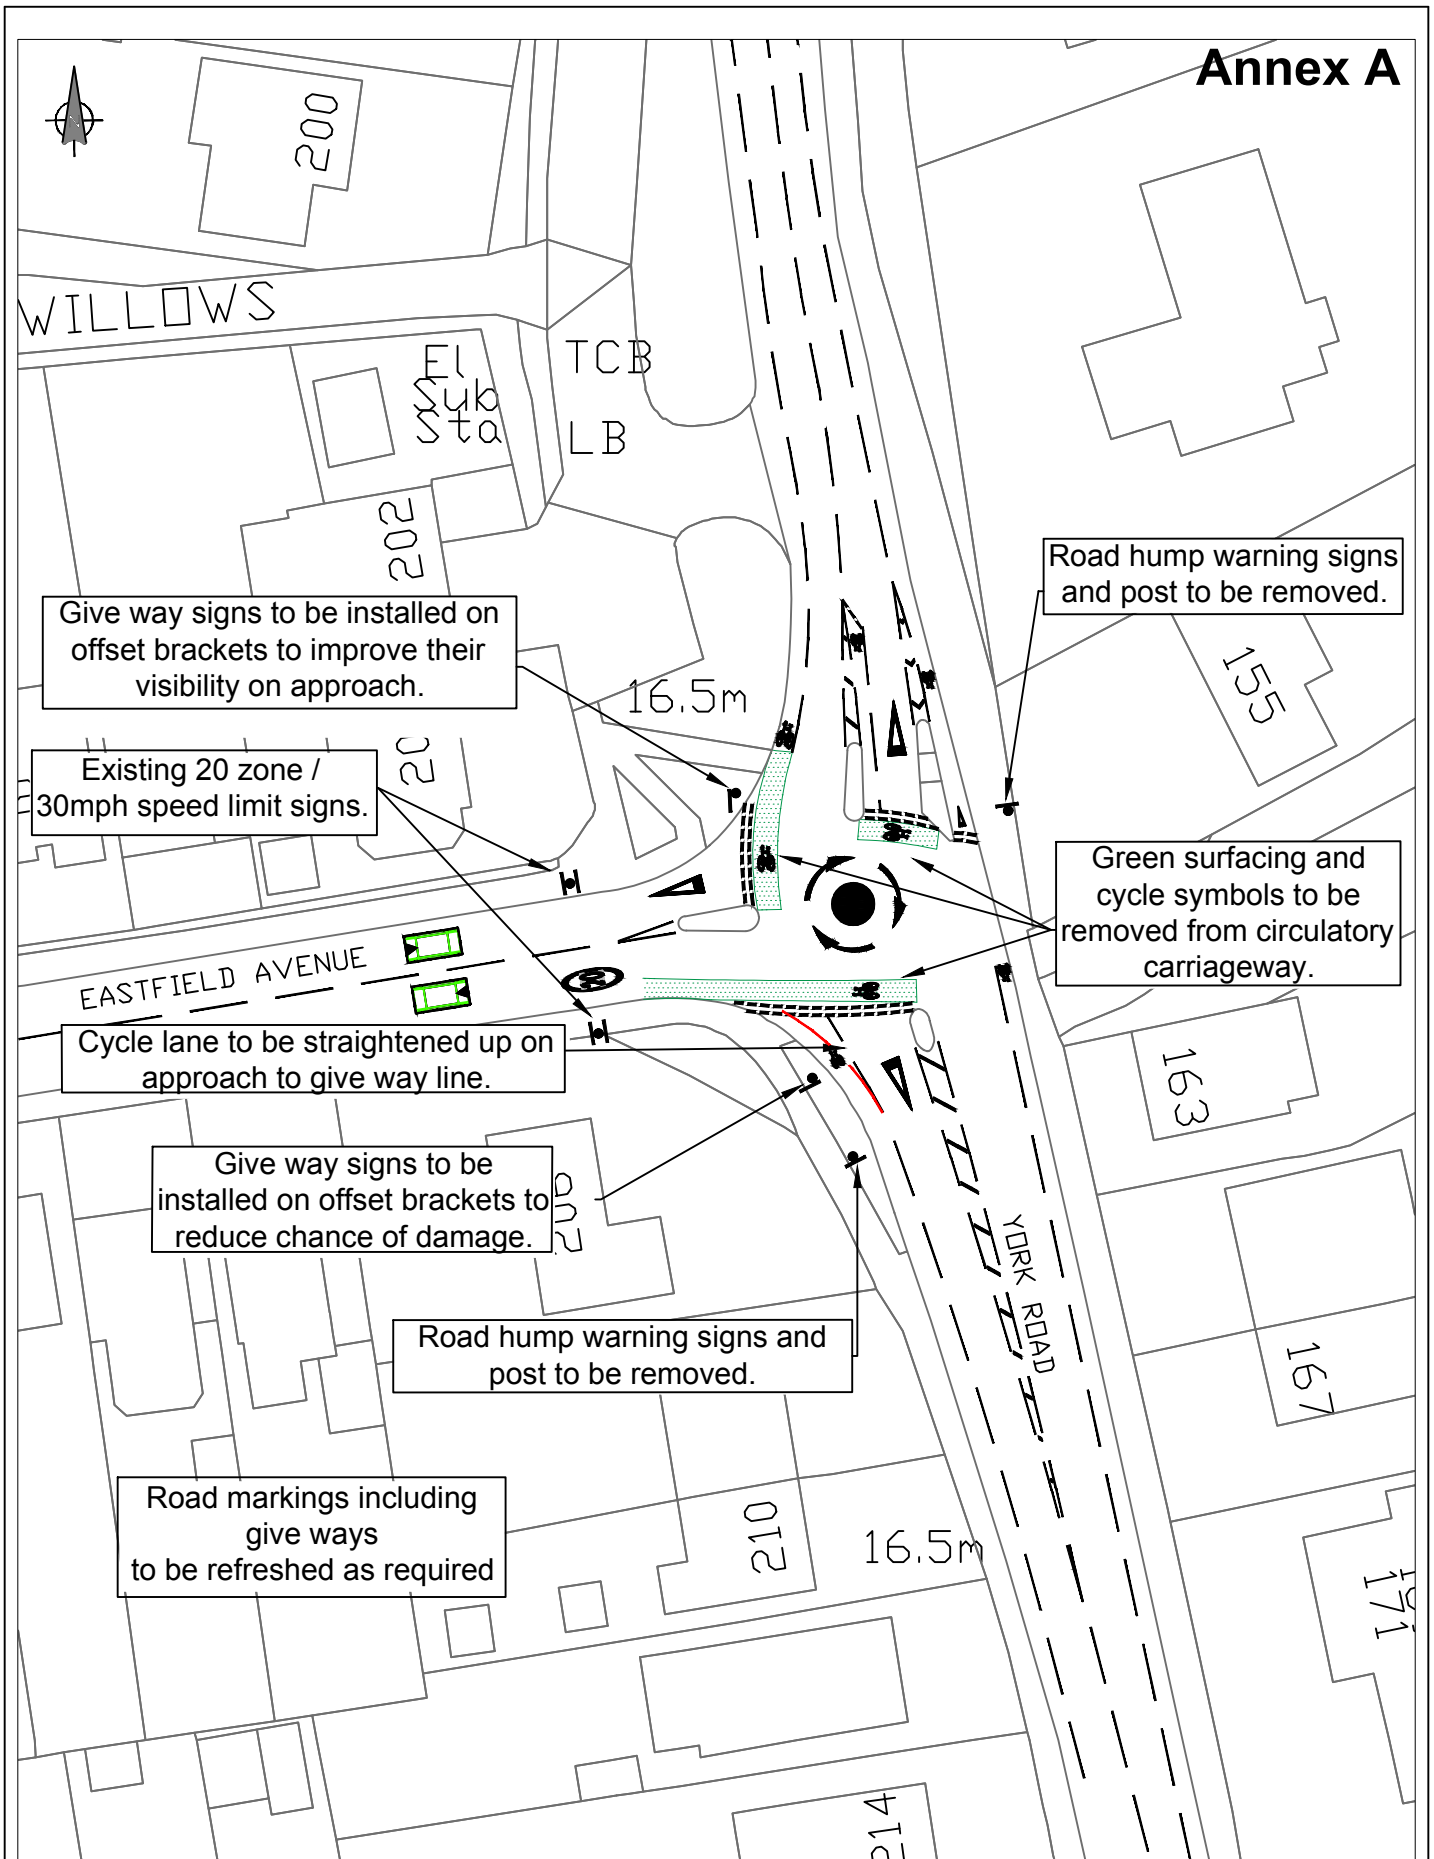 Annex A
200
WILLOWS
El
Sub
Sta
TCB
LB
202
Road hump warning signs
and post to be removed.
Give way signs to be installed on
offset brackets to improve their
visibility on approach.
16.5m
155
Existing 20 zone /
30mph speed limit signs.
Green surfacing and
cycle symbols to be
removed from circulatory
carriageway.
EASTFIELD AVENUE
Cycle lane to be straightened up on
approach to give way line.
163
Give way signs to be
installed on offset brackets to
reduce chance of damage.
YORK ROAD
Road hump warning signs and
post to be removed.
167
Road markings including
give ways
to be refreshed as required
210
16.5m
171
214